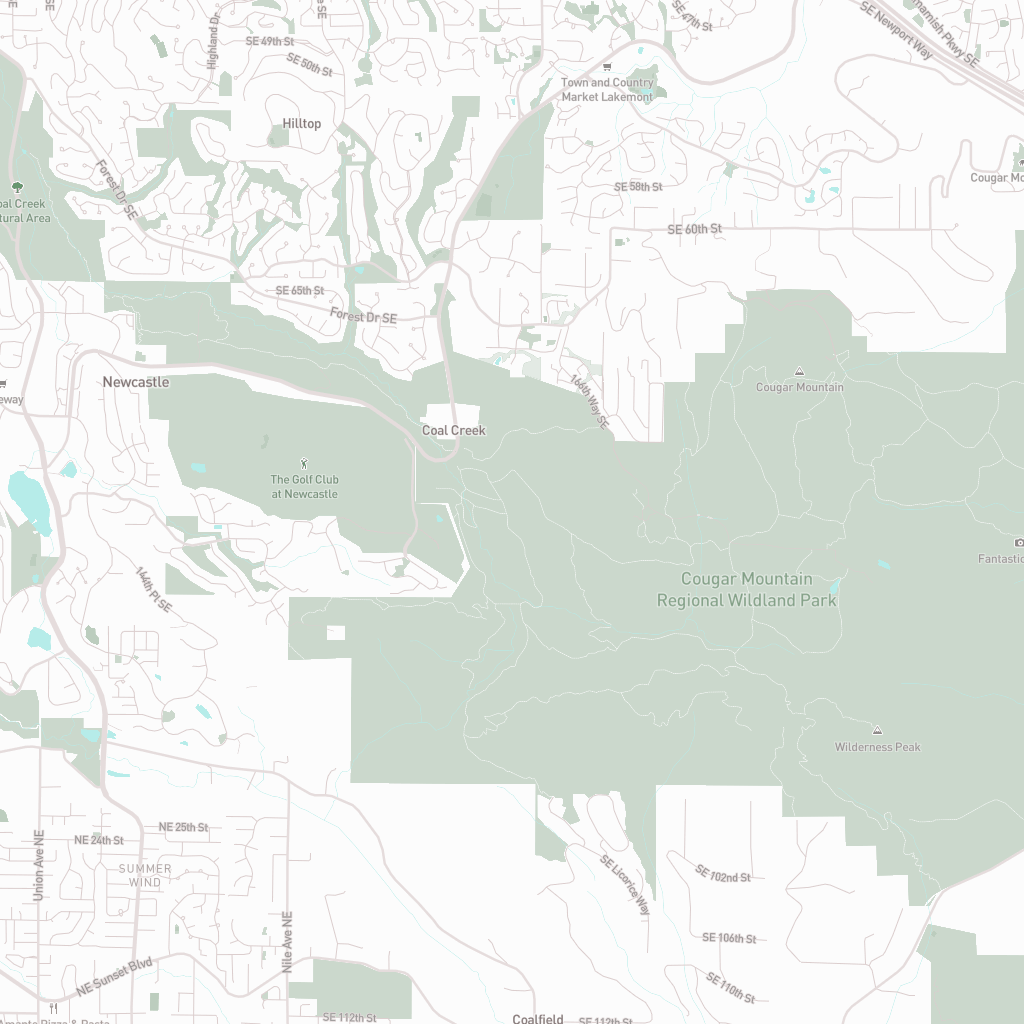 SE 47th St
SE Newport Way
Pkwy SE
Highland Dr
SE 49th St
SE 50th St
Town and Country
Market Lakemont
Hilltop
Forest Dr SE
SE 58th St
Cougar Mo
oal Creek
tural Area
SE 60th St
SE 65th St
Forest Dr SE
Newcastle
Cougar Mountain
166th Way SE
eway
Coal Creek
The Golf Club
at Newcastle
Fantastic
144th Pl SE
Cougar Mountain
Regional Wildland Park
Wilderness Peak
NE 25th St
NE 24th St
Union Ave NE
SUMMER
WIND
SE Licorice Way
SE 102nd St
Nile Ave NE
SE 106th St
NE Sunset Blvd
SE 110th St
Amante Pizza & Pasta
SE 112th St
Coalfield
SE 112th St